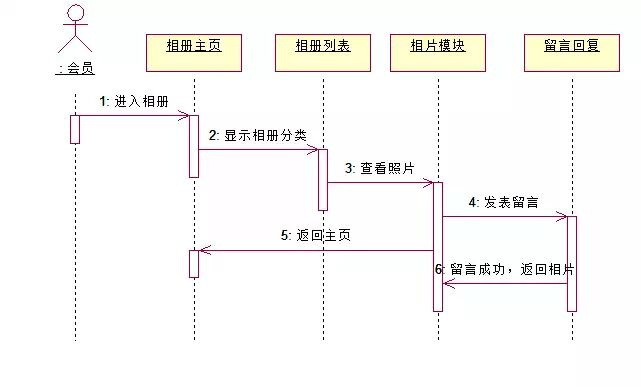 : 会员
相册主页
相册列表
相片模块
留言回复
1: 进入相册
2: 显示相册分类
3: 查看照片
4: 发表留言
5: 返回主页
6: 留言成功，返回相片